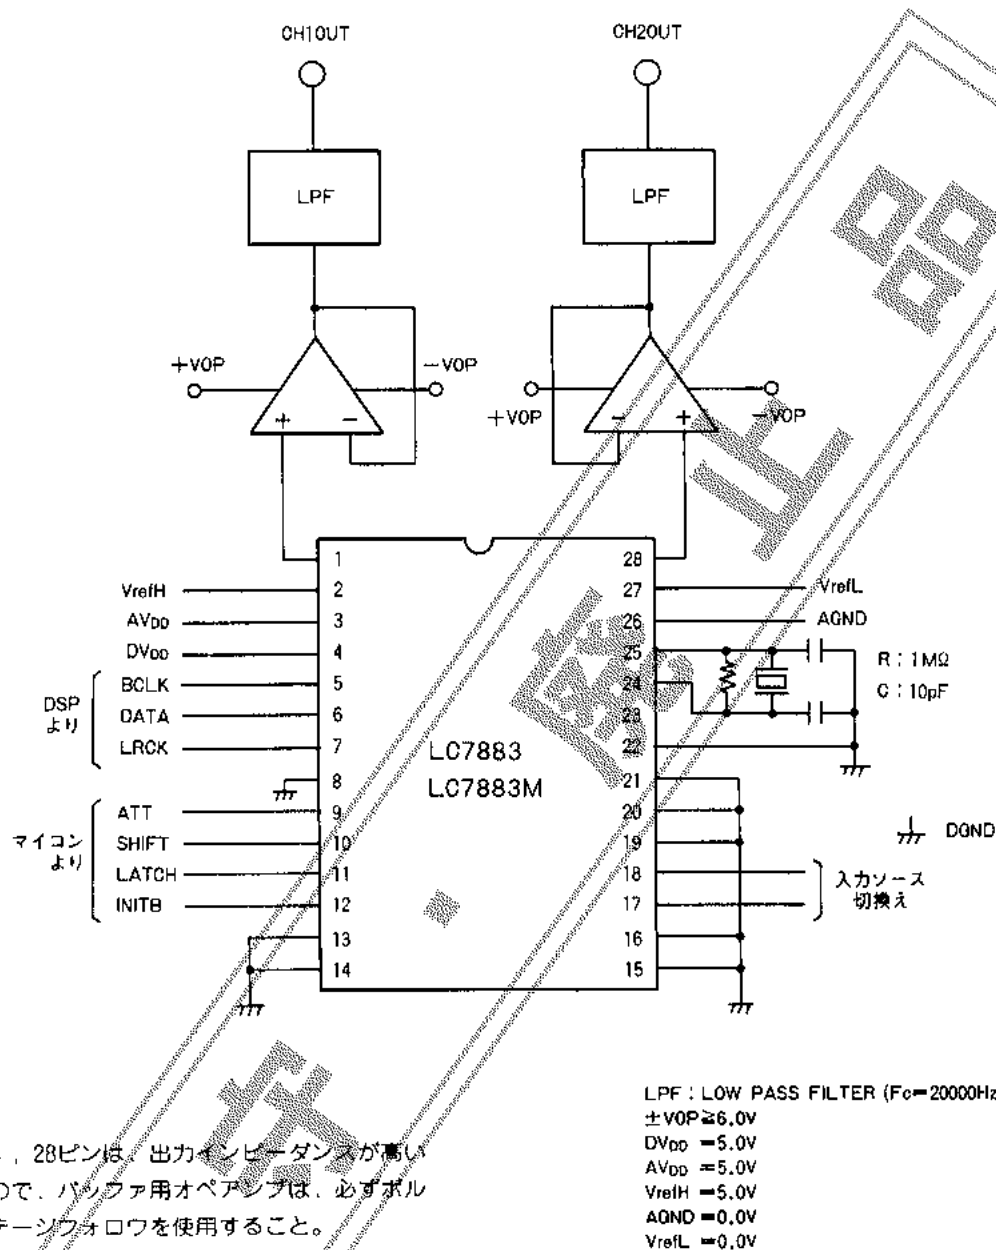 CH1OUT
CH2OUT
LPF
LPF
+VOP
−VOP
+VOP
−VOP
+ −
− +
1
28
VrefH
2
27
VrefL
AVDD
3
26
AGND
DVDD
4
25
R:1MΩ
C:10pF
DSP
より
BCLK
5
24
DATA
6
23
LRCK
7
22
LC7883
LC7883M
8
21
マイコン
より
ATT
9
20
DGND
SHIFT
10
19
LATCH
11
18
入力ソース
切換え
INITB
12
17
13
16
14
15
LPF:LOW PASS FILTER (Fc=20000Hz
±VOP≧6.0V
DVDD =5.0V
AVDD =5.0V
VrefH =5.0V
AGND =0.0V
VrefL =0.0V
, 28ピンは、出力インピーダンスが高い
ので、バッファ用オペアンプは、必ずボル
テージフォロワを使用すること。